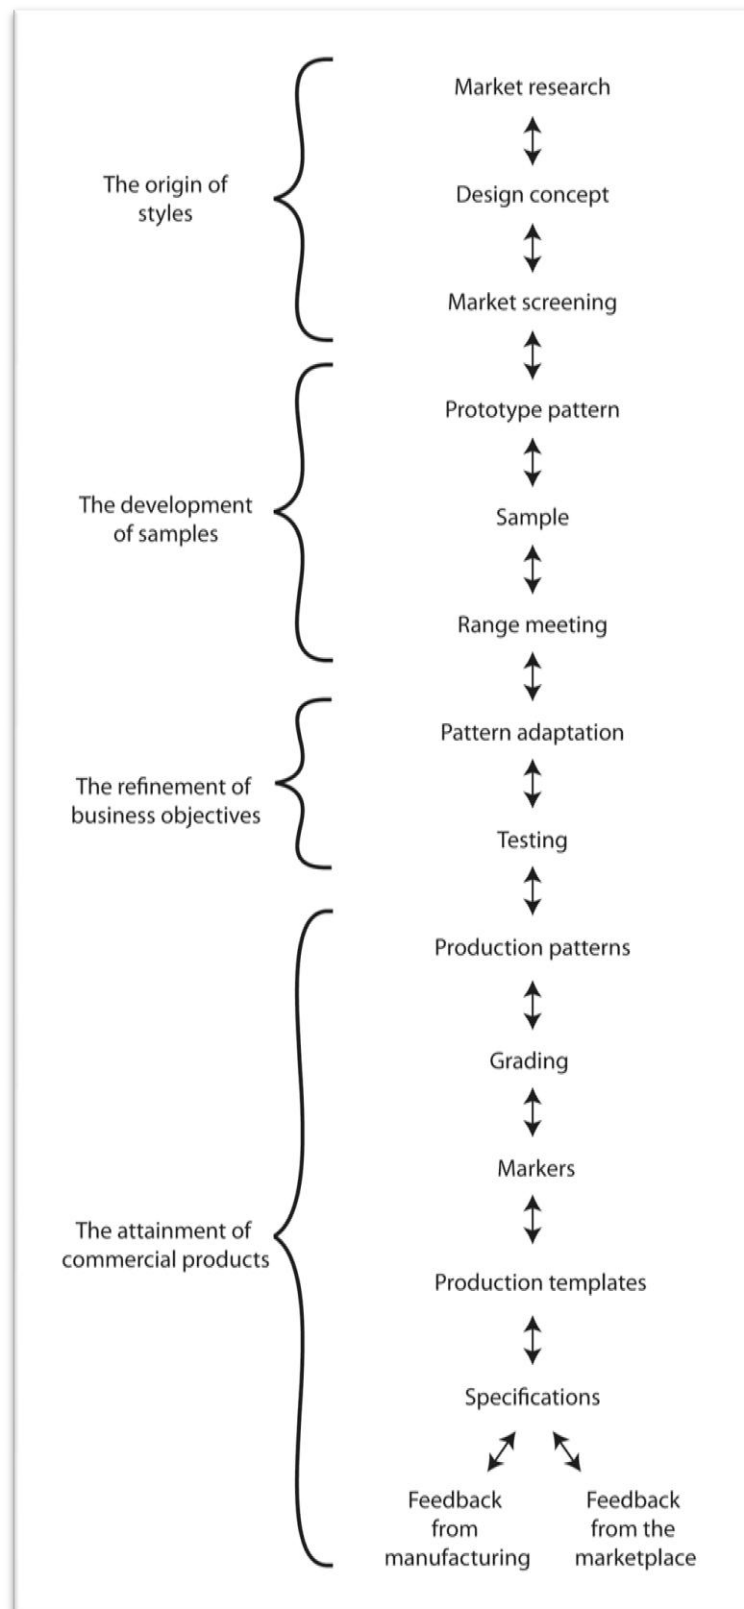 Market research
The origin of
styles
Design concept
Market screening
Prototype pattern
The development
of samples
Sample
Range meeting
Pattern adaptation
The refinement of
business objectives
Testing
Production patterns
Grading
Markers
The attainment of
commercial products
Production templates
Specifications
Feedback
from
manufacturing
Feedback
from the
marketplace